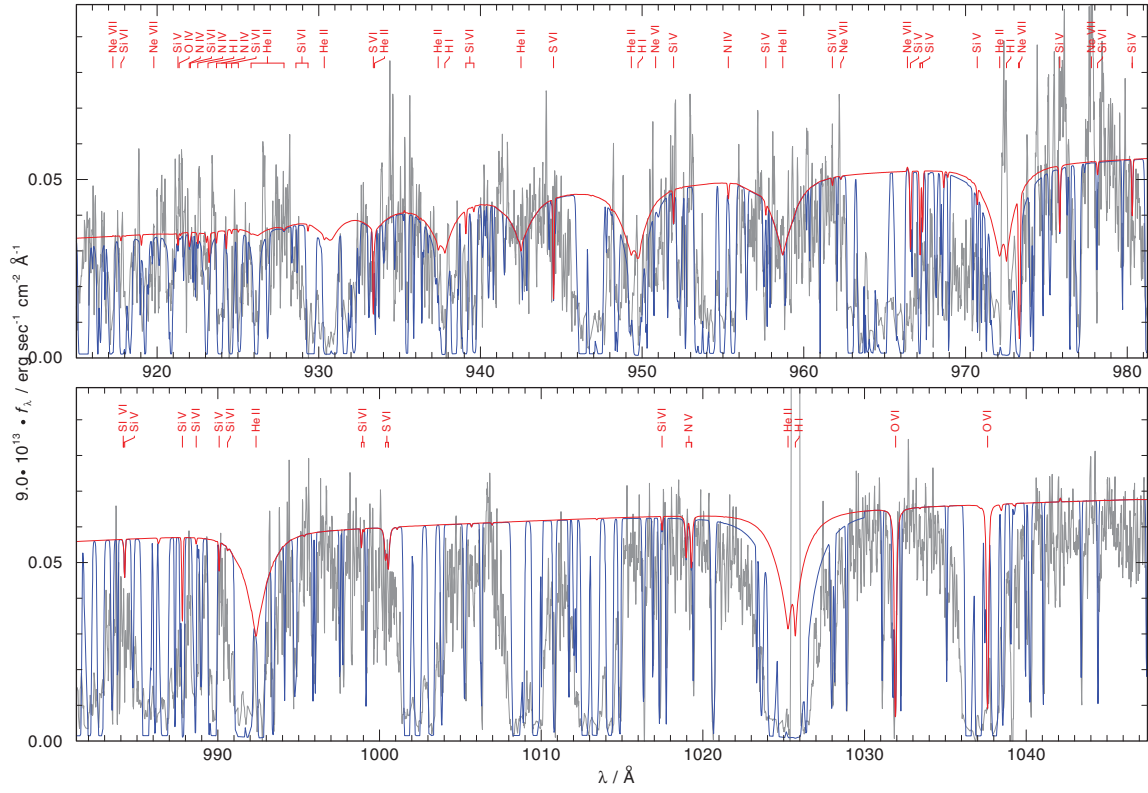 Ne VII
Si VI
Ne VII
Si V
O IV
N IV
Si VI
N IV
H I
N IV
Si VI
He II
Si VI
He II
S VI
He II
He II
H I
Si VI
He II
S VI
He II
H I
Ne VI
Si V
N IV
Si V
He II
Si VI
Ne VII
Ne VII
Si V
Si V
Si V
He II
H I
Ne VII
Si V
Ne VII
Si VI
Si V
0.05
0.00
920
930
940
950
960
970
980
SI VI
Si V
Si V
Si VI
Si V
Si VI
He II
Si VI
S VI
Si VI
N V
He II
H I
O VI
O VI
0.05
0.00
990
1000
1010
1020
1030
1040
λ / Å
9.0• 10¹³ • fλ / erg sec⁻¹ cm⁻² Å⁻¹